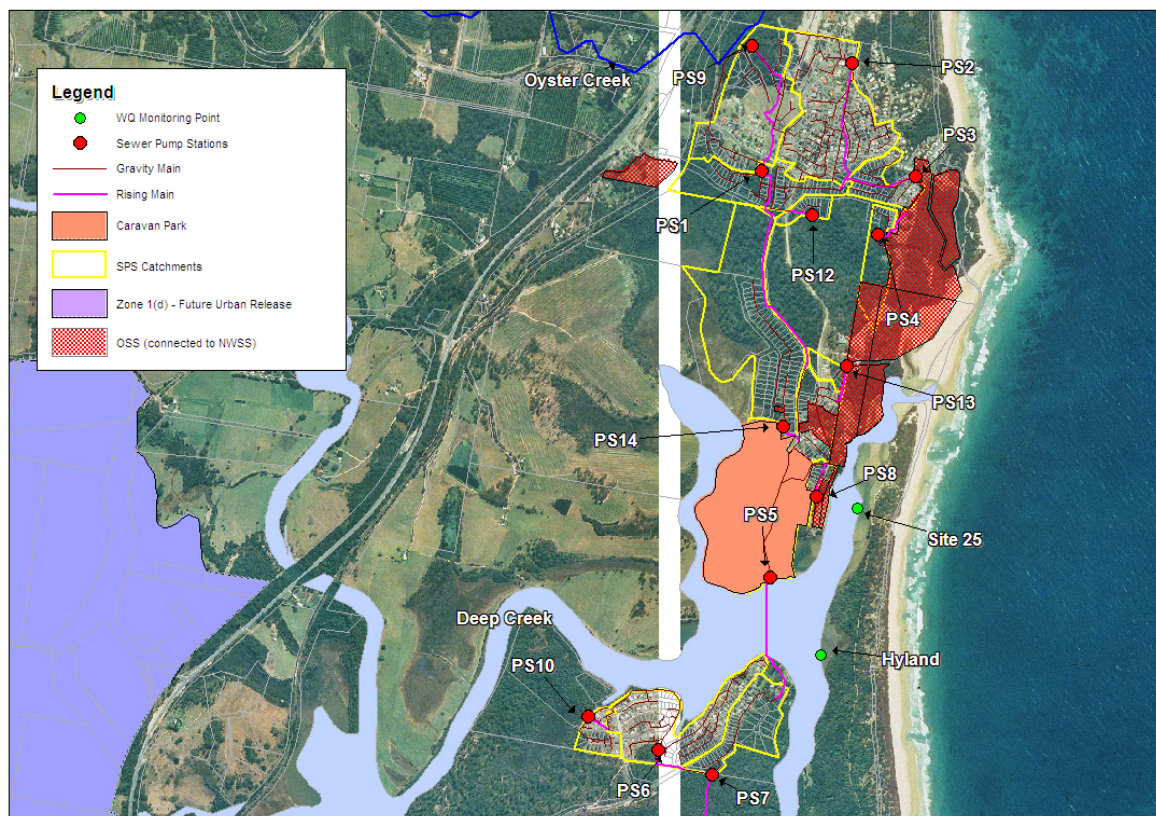 Legend
WQ Monitoring Point
Sewer Pump Stations
Gravity Main
Rising Main
Caravan Park
SPS Catchments
Zone 1(d) - Future Urban Release
OSS (connected to NWSS)
Oyster Creek
PS9
PS2
PS3
PS1
PS12
PS4
PS13
PS14
PS8
PS5
Site 25
Deep Creek
Hyland
PS10
PS6
PS7